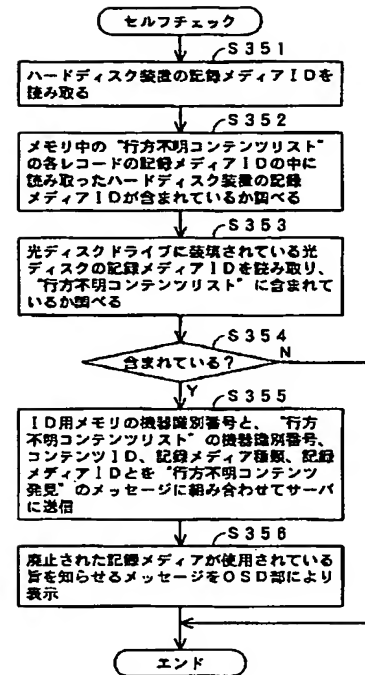 セルフチェック
S351
ハードディスク装置の記録メディアIDを
読み取る
S352
メモリ中の“行方不明コンテンツリスト”
の各レコードの記録メディアIDの中に
読み取ったハードディスク装置の記録
メディアIDが含まれているか調べる
S353
光ディスクドライブに装填されている光
ディスクの記録メディアIDを読み取り、
“行方不明コンテンツリスト”に含まれて
いるか調べる
S354
含まれている?
N
Y
S355
ID用メモリの機器識別番号と、“行方
不明コンテンツリスト”の機器識別番号、
コンテンツID、記録メディア種類、記録
メディアIDとを“行方不明コンテンツ
発見”のメッセージに組み合わせてサーバ
に送信
S356
廃止された記録メディアが使用されている
旨を知らせるメッセージをOSD部により
表示
エンド